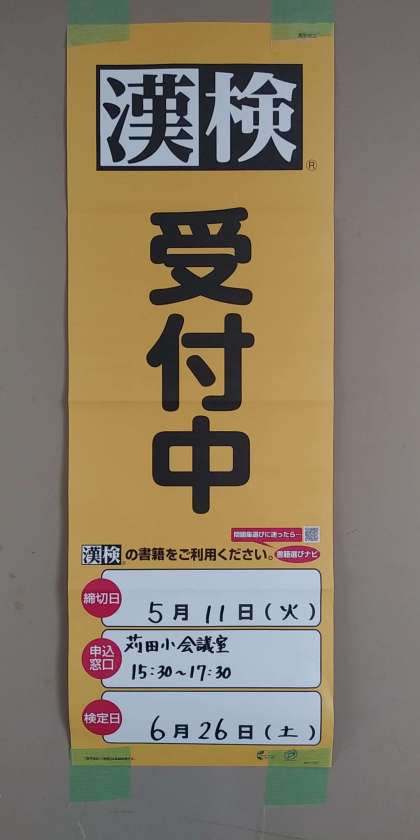 漢検®
受付中
問題集選びに迷ったら…
書籍選びナビ
漢検の書籍をご利用ください。
締切日
5月11日(火)
申込窓口
苅田小会議室
15:30~17:30
検定日
6月26日(土)